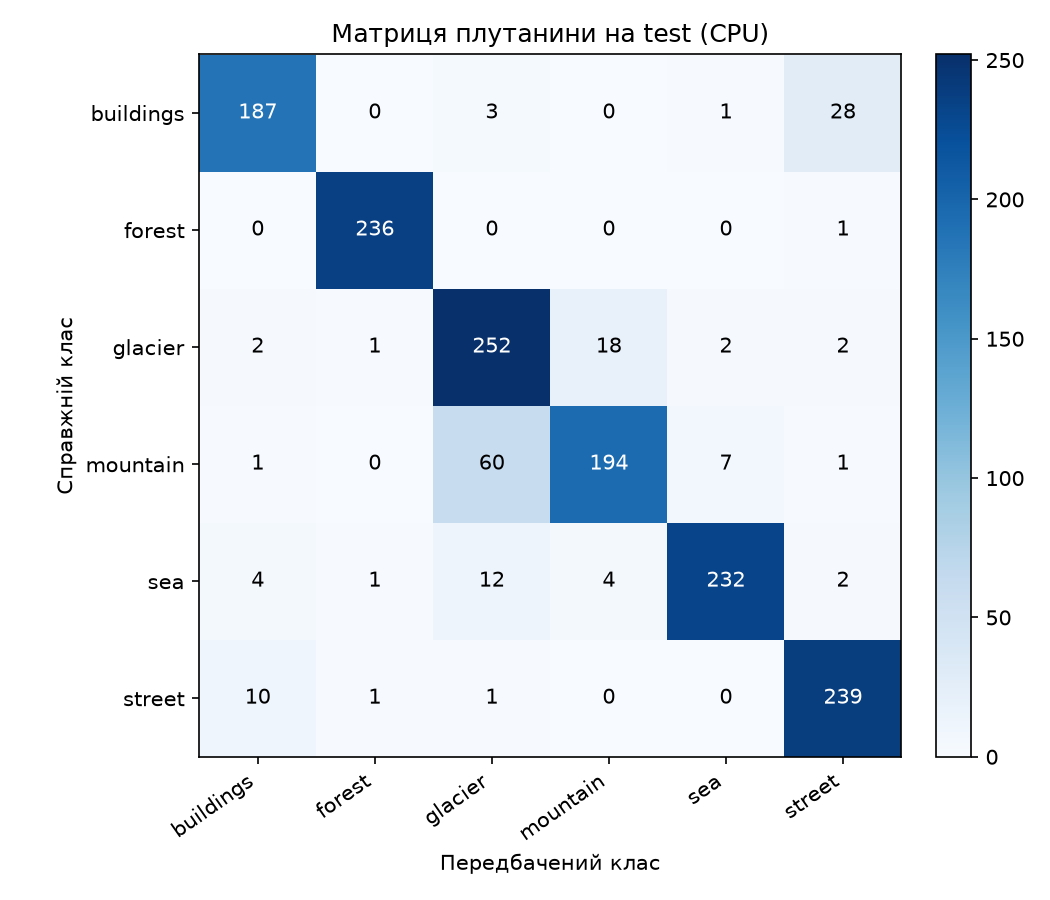 Матриця плутанини на test (CPU)
Справжній клас
buildings 187 0 3 0 1 28
forest 0 236 0 0 0 1
glacier 2 1 252 18 2 2
mountain 1 0 60 194 7 1
sea 4 1 12 4 232 2
street 10 1 1 0 0 239
buildings forest glacier mountain sea street
Передбачений клас
250
200
150
100
50
0